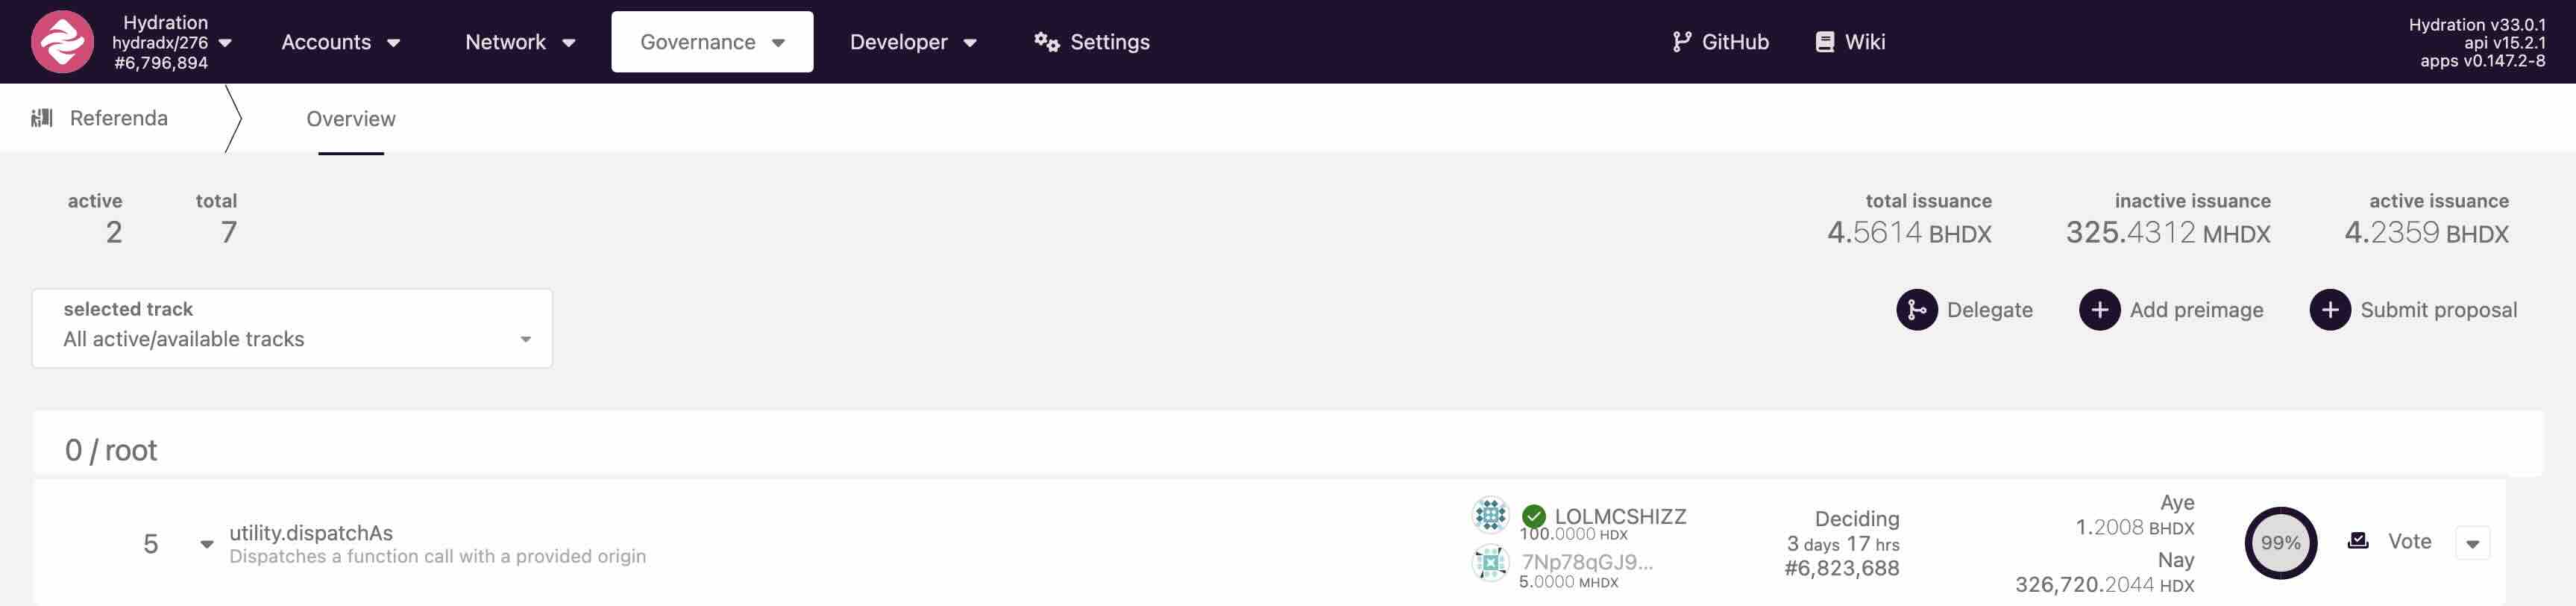 Hydration
hydradx/276
#6,796,894
Accounts
Network
Governance
Developer
Settings
GitHub
Wiki
Hydration v33.0.1
api v15.2.1
apps v0.147.2-8
Referenda
Overview
active
2
total
7
total issuance
4.5614 BHDX
inactive issuance
325.4312 MHDX
active issuance
4.2359 BHDX
selected track
All active/available tracks
Delegate
Add preimage
Submit proposal
0 / root
5
utility.dispatchAs
Dispatches a function call with a provided origin
LOLMCSHIZZ
100.0000 HDX
7Np78qGJ9...
5.0000 MHDX
Deciding
3 days 17 hrs
#6,823,688
Aye
1.2008 BHDX
Nay
326,720.2044 HDX
99%
Vote